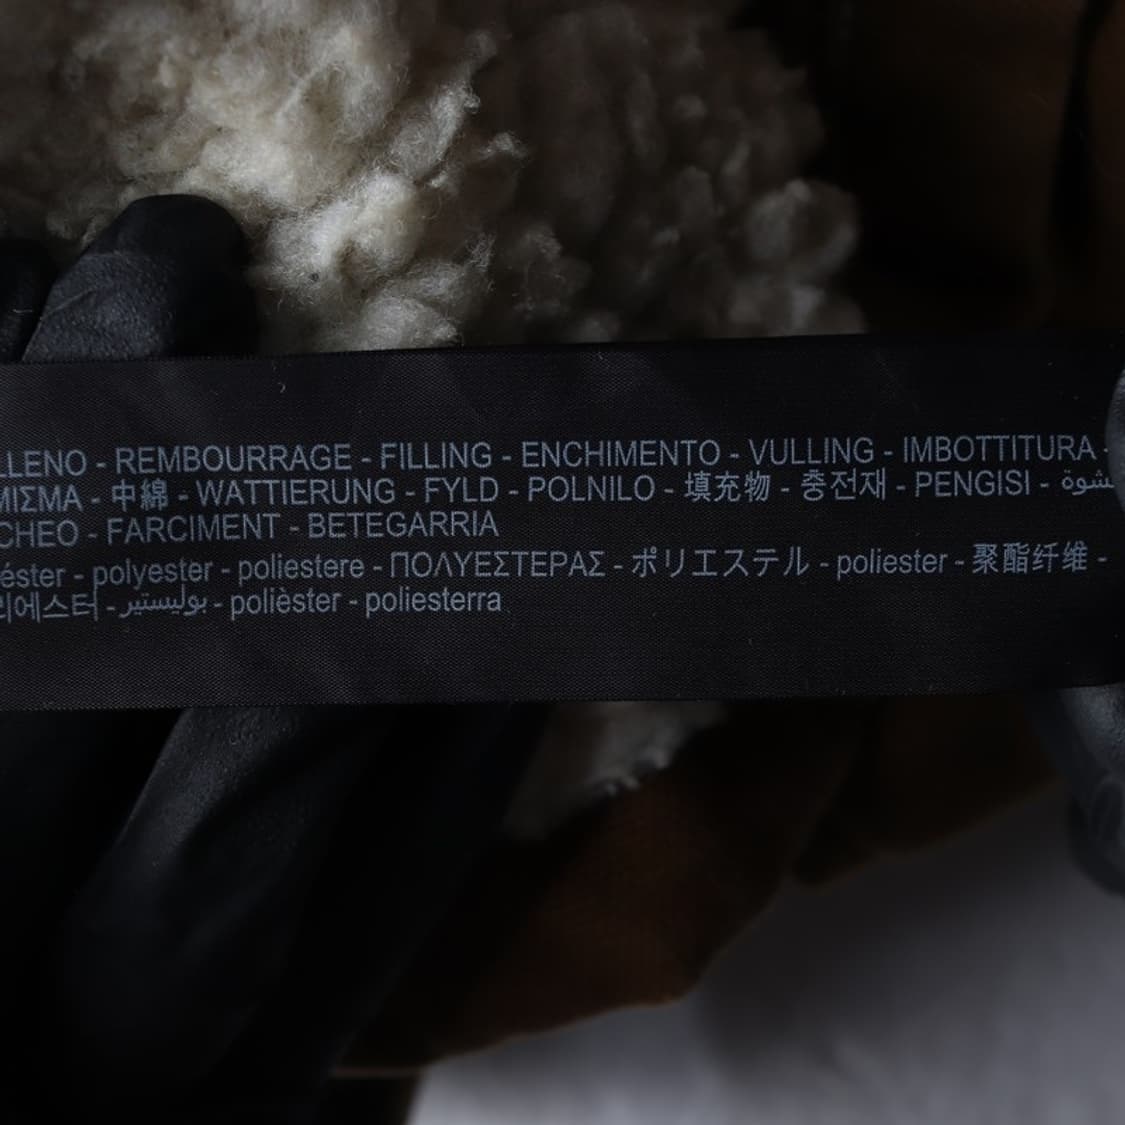 LLENO - REMBOURRAGE - FILLING - ENCHIMENTO - VULLING - IMBOTTITURA -
ΜΙΣΜΑ - 中綿 - WATTIERUNG - FYLD - POLNILO - 填充物 - 충전재 - PENGISI -
CHEO - FARCIMENT - BETEGARRIA
éster - polyester - poliestere - ΠΟΛΥΕΣΤΕΡΑΣ - ポリエステル - poliester - 聚酯纤维 -
에스터 - بوليستير - polièster - poliesterra